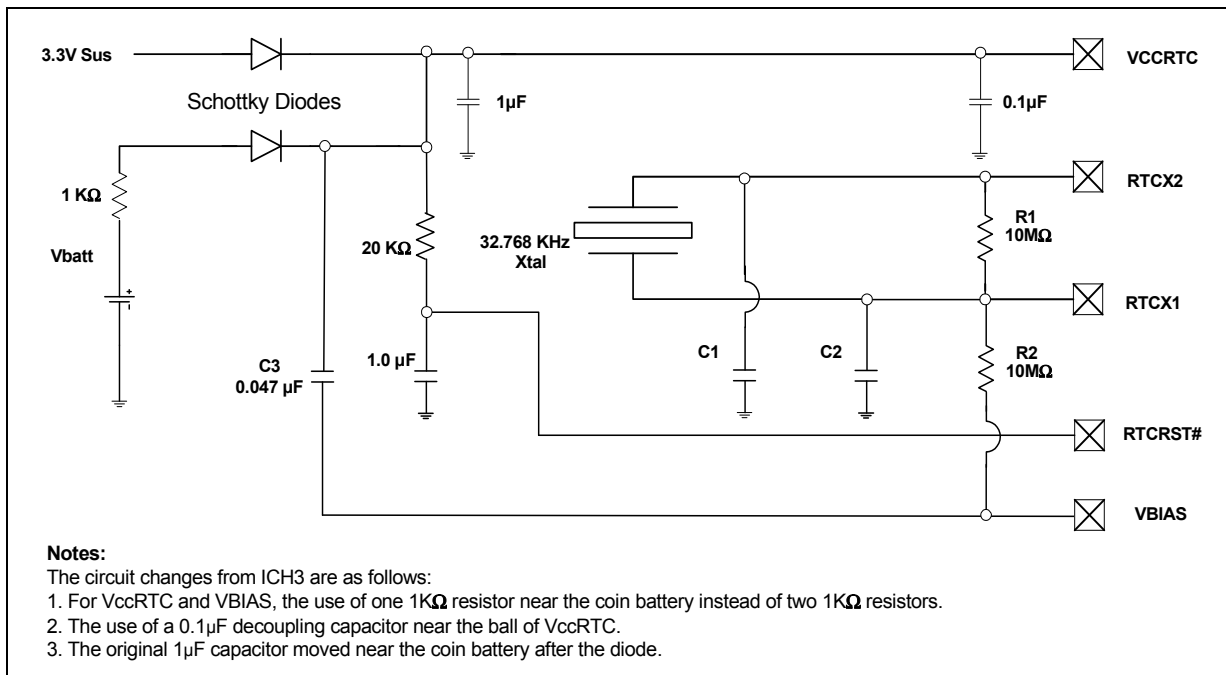 3.3V Sus
Schottky Diodes
1µF
0.1µF
VCCRTC
1 KΩ
Vbatt
+
-
20 KΩ
32.768 KHz
Xtal
RTCX2
R1
10MΩ
RTCX1
C3
0.047 µF
1.0 µF
C1
C2
R2
10MΩ
RTCRST#
VBIAS
Notes:
The circuit changes from ICH3 are as follows:
1. For VccRTC and VBIAS, the use of one 1KΩ resistor near the coin battery instead of two 1KΩ resistors.
2. The use of a 0.1µF decoupling capacitor near the ball of VccRTC.
3. The original 1µF capacitor moved near the coin battery after the diode.